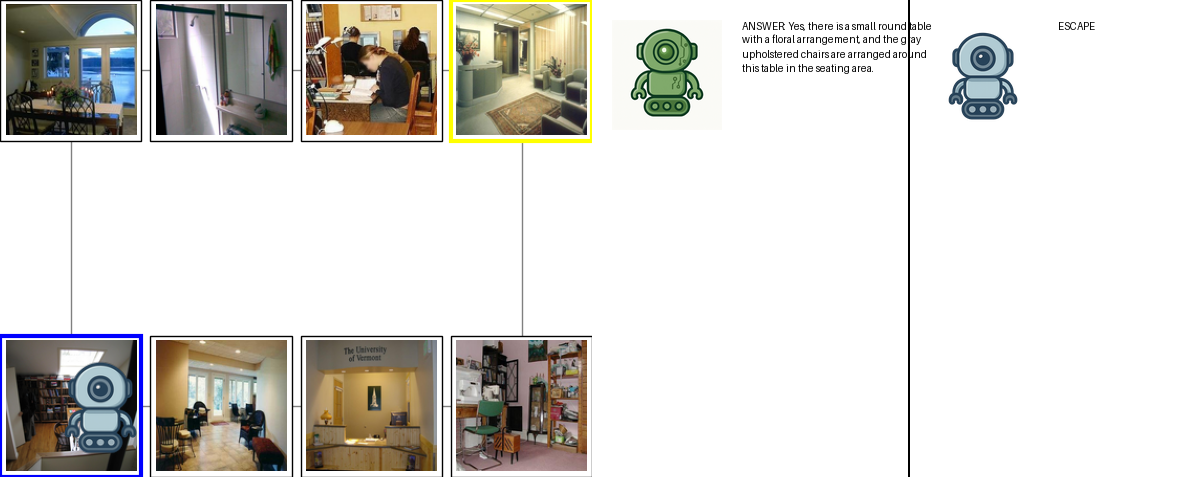 ANSWER: Yes, there is a small round table
with a floral arrangement, and the gray
upholstered chairs are arranged around
this table in the seating area.
ESCAPE
The University
of Vermont